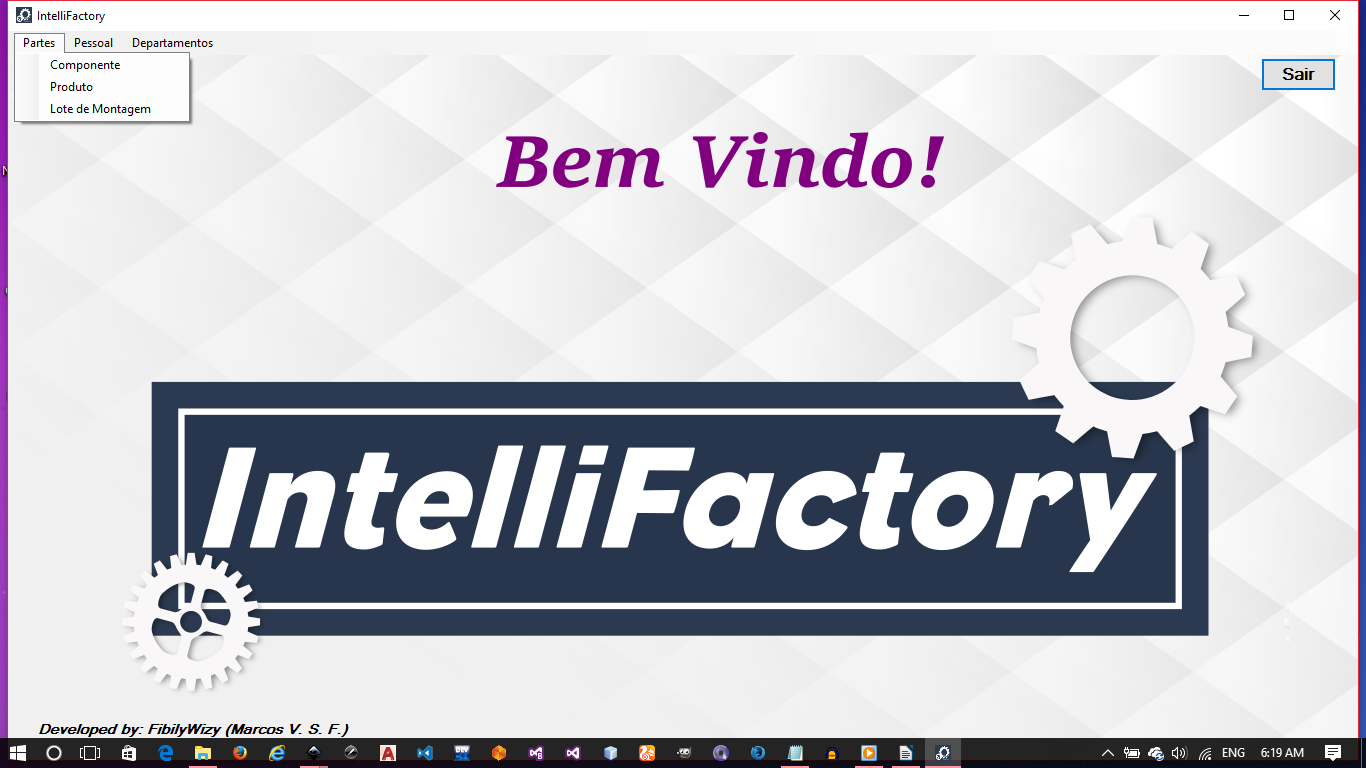 IntelliFactory
Partes Pessoal Departamentos
Componente
Produto
Lote de Montagem
Sair
Bem Vindo!
IntelliFactory
Developed by: FibilyWizy (Marcos V. S. F.)
ENG 6:19 AM